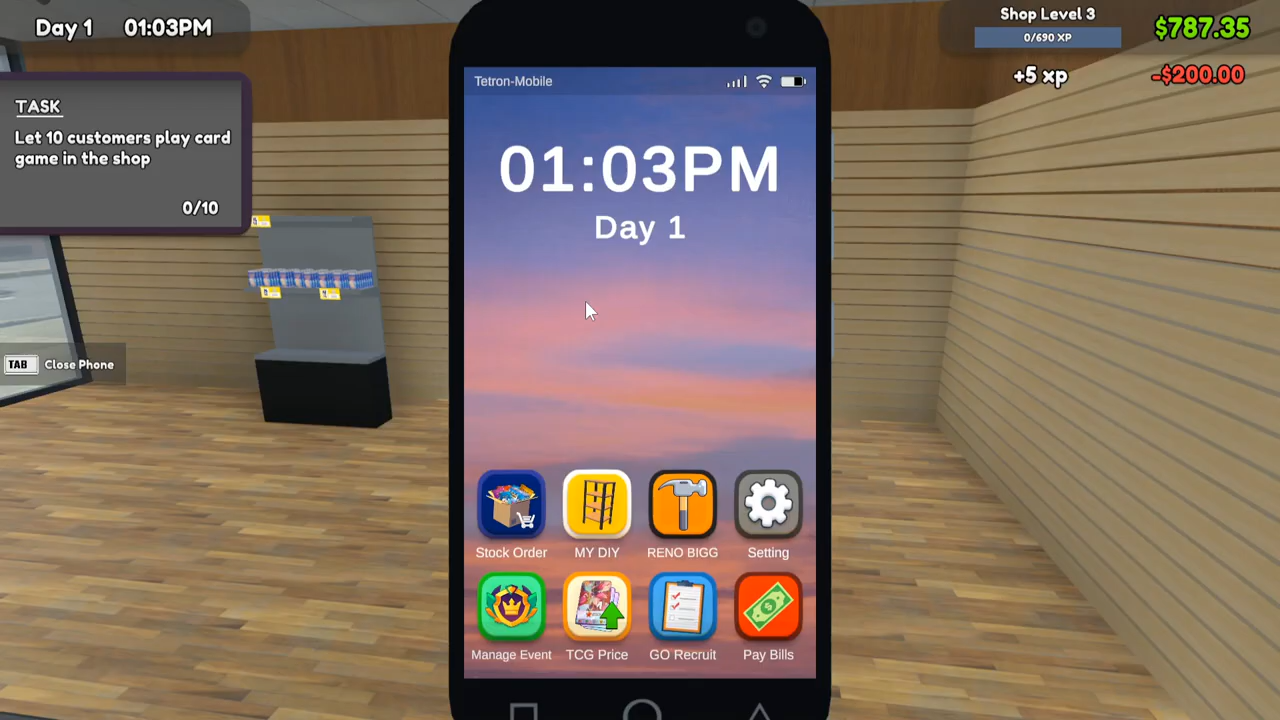 Day 1 01:03PM
TASK
Let 10 customers play card
game in the shop
0/10
TAB Close Phone
Tetron-Mobile
01:03PM
Day 1
Stock Order MY DIY RENO BIGG Setting
Manage Event TCG Price GO Recruit Pay Bills
Shop Level 3 $787.35
0/690 XP
+5 xp -$200.00